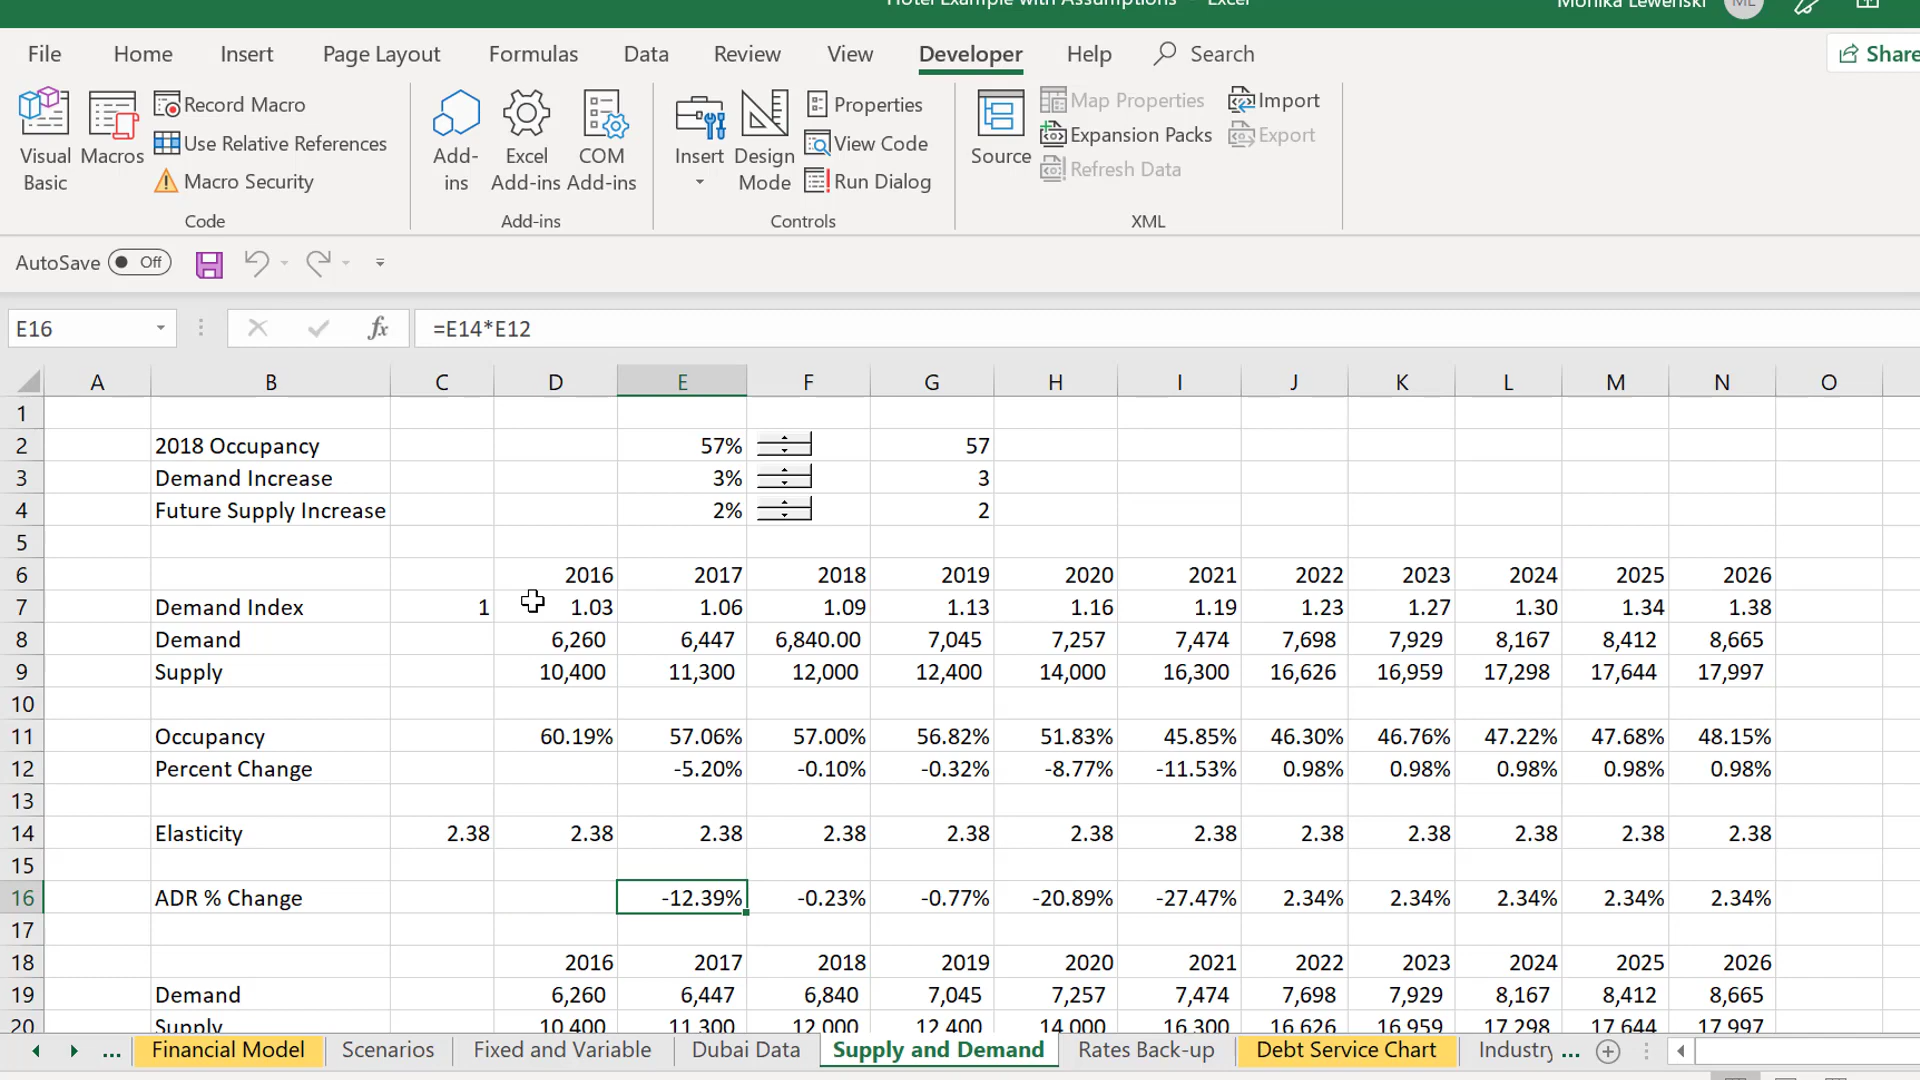 Hotel Example with Assumptions - Excel
Monika Lewenski
ML
File Home Insert Page Layout Formulas Data Review View Developer Help Search
Share
Visual Basic
Macros
Record Macro
Use Relative References
Macro Security
Code
Add-ins
Excel Add-ins
COM Add-ins
Add-ins
Insert
Design Mode
Properties
View Code
Run Dialog
Controls
Source
Map Properties
Expansion Packs
Refresh Data
Import
Export
XML
AutoSave Off
E16 fx =E14*E12
A B C D E F G H I J K L M N O
1
2 2018 Occupancy 57% 57
3 Demand Increase 3% 3
4 Future Supply Increase 2% 2
5
6 2016 2017 2018 2019 2020 2021 2022 2023 2024 2025 2026
7 Demand Index 1 1.03 1.06 1.09 1.13 1.16 1.19 1.23 1.27 1.30 1.34 1.38
8 Demand 6,260 6,447 6,840.00 7,045 7,257 7,474 7,698 7,929 8,167 8,412 8,665
9 Supply 10,400 11,300 12,000 12,400 14,000 16,300 16,626 16,959 17,298 17,644 17,997
10
11 Occupancy 60.19% 57.06% 57.00% 56.82% 51.83% 45.85% 46.30% 46.76% 47.22% 47.68% 48.15%
12 Percent Change -5.20% -0.10% -0.32% -8.77% -11.53% 0.98% 0.98% 0.98% 0.98% 0.98%
13
14 Elasticity 2.38 2.38 2.38 2.38 2.38 2.38 2.38 2.38 2.38 2.38 2.38 2.38
15
16 ADR % Change -12.39% -0.23% -0.77% -20.89% -27.47% 2.34% 2.34% 2.34% 2.34% 2.34%
17
18 2016 2017 2018 2019 2020 2021 2022 2023 2024 2025 2026
19 Demand 6,260 6,447 6,840 7,045 7,257 7,474 7,698 7,929 8,167 8,412 8,665
20 Supply 10,400 11,300 12,000 12,400 14,000 16,300 16,626 16,959 17,298 17,644 17,997
... Financial Model Scenarios Fixed and Variable Dubai Data Supply and Demand Rates Back-up Debt Service Chart Industry ...